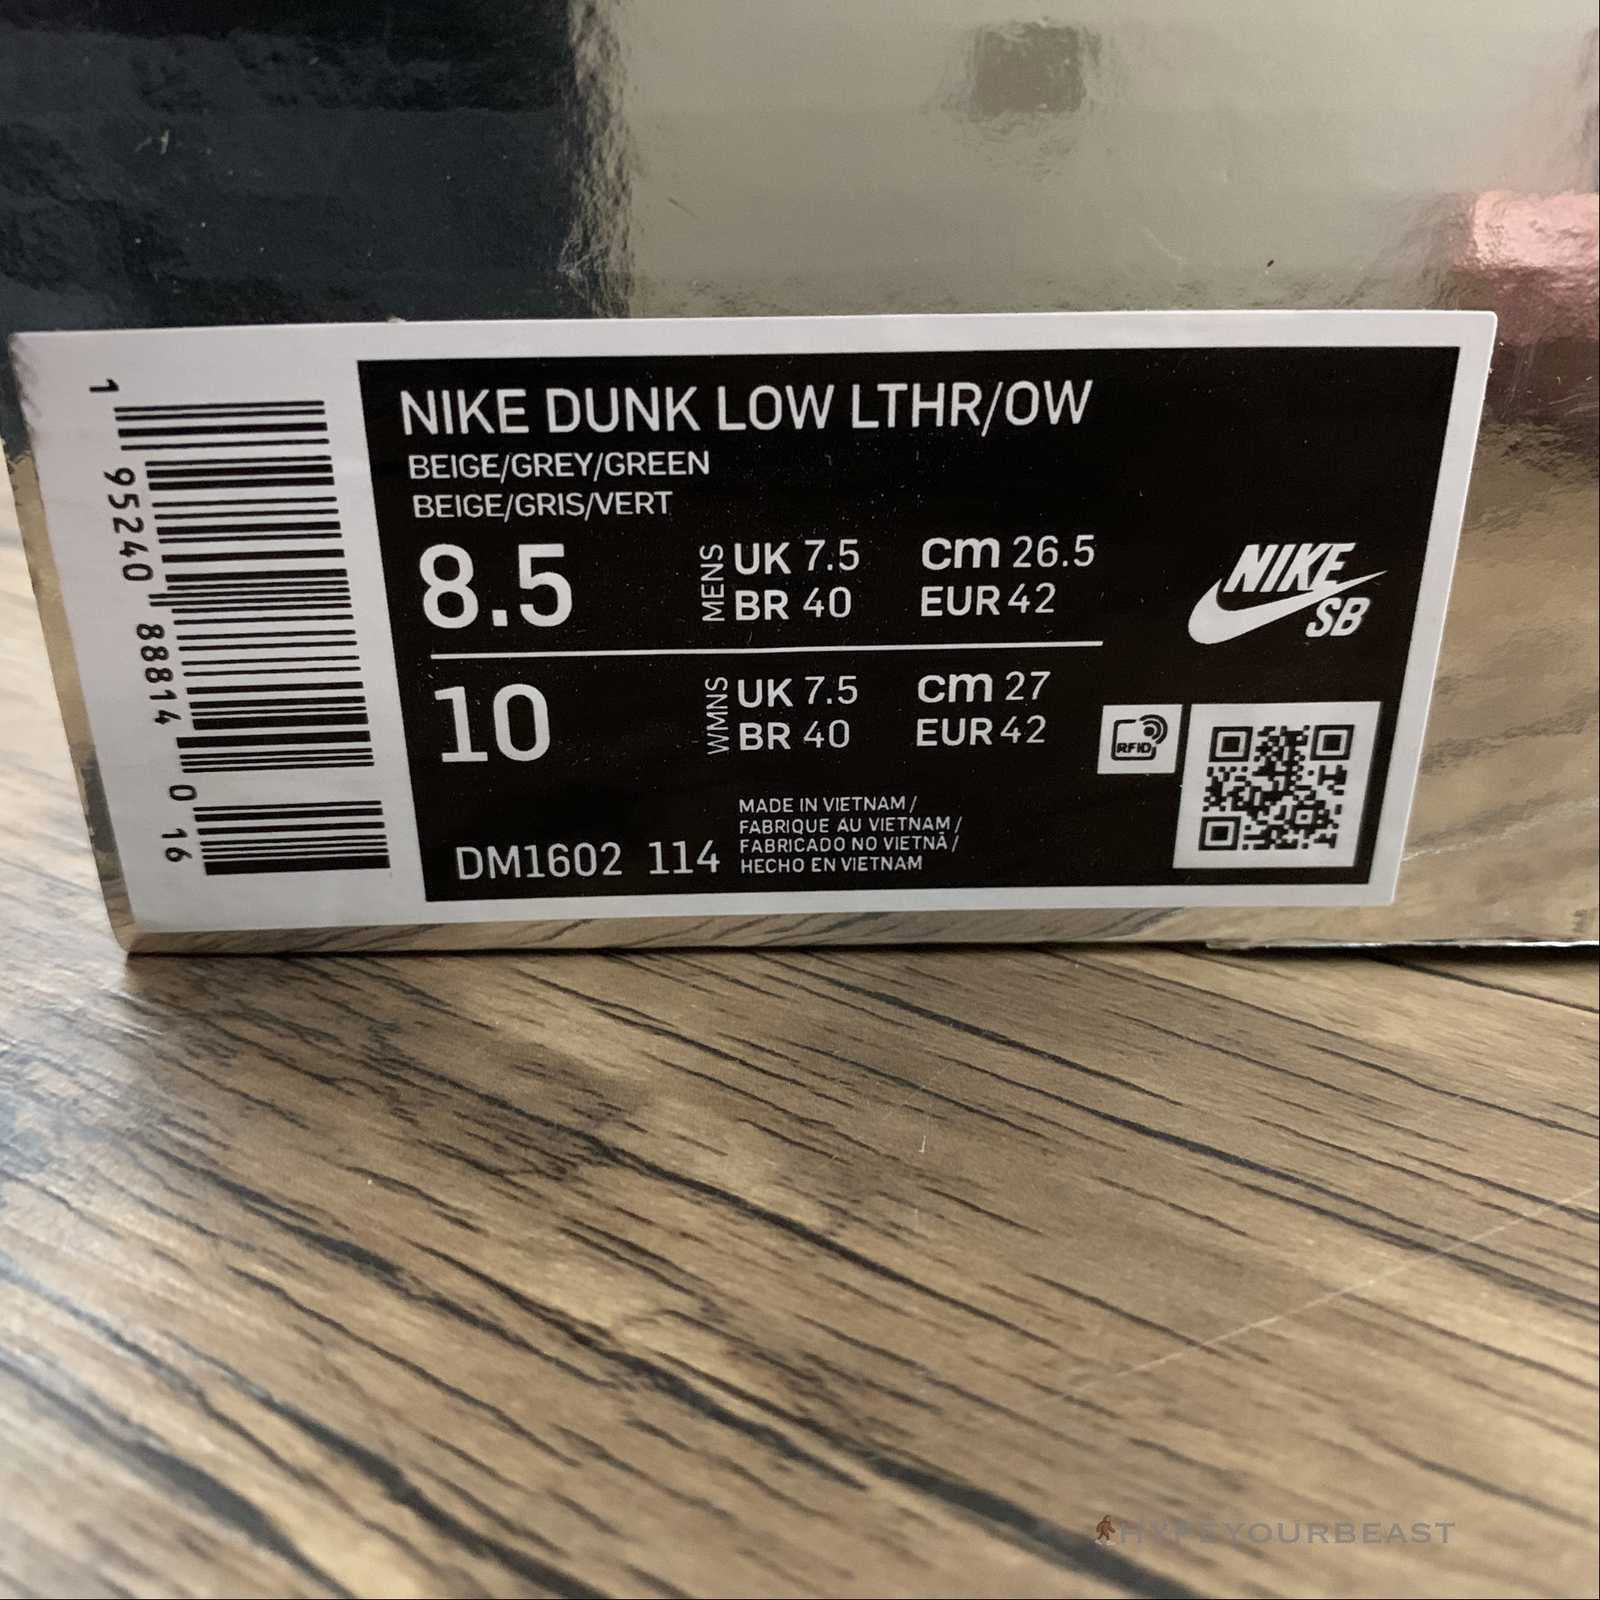 NIKE DUNK LOW LTHR/OW
BEIGE/GREY/GREEN
BEIGE/GRIS/VERT
8.5
MENS
UK 7.5
cm 26.5
BR 40
EUR 42
10
WMNS
UK 7.5
cm 27
BR 40
EUR 42
NIKE
SB
RFID
DM1602 114
MADE IN VIETNAM /
FABRIQUE AU VIETNAM /
FABRICADO NO VIETNÃ /
HECHO EN VIETNAM
1 95240 88814 0 16
HYPEYOURBEAST